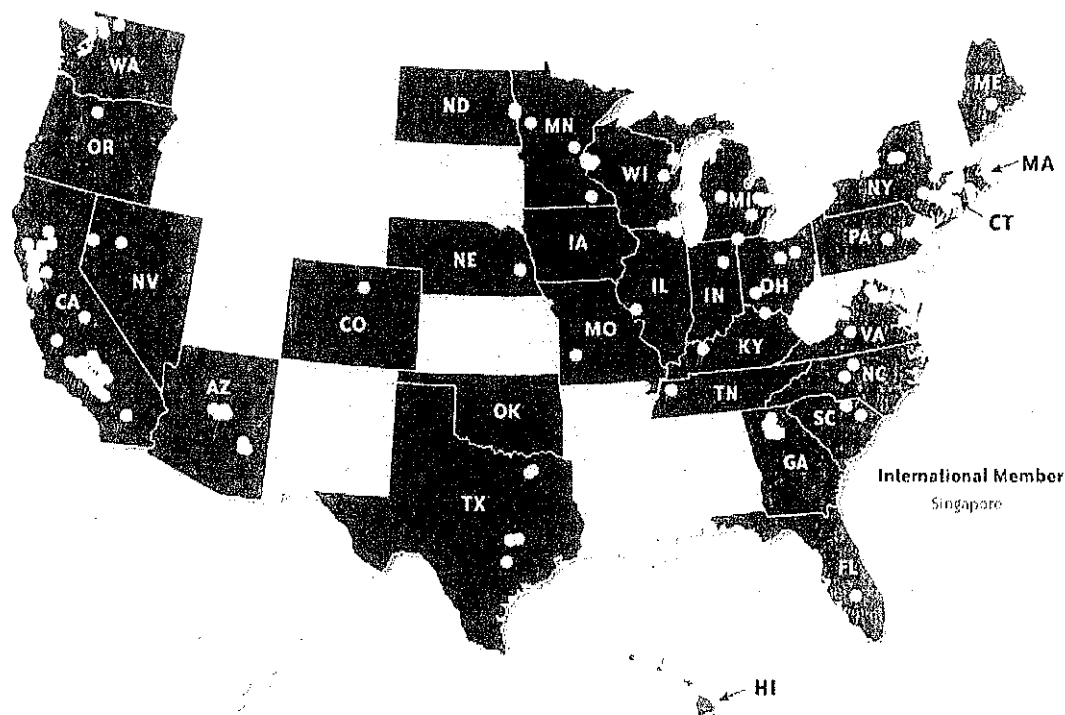 WA
ME
ND
MN
OR
MA
WI
NY
MI
CT
PA
IA
NE
NV
OH
IL
IN
CA
CO
MO
VA
KY
AZ
NC
TN
OK
SC
GA
International Member
TX
Singapore
FL
HI